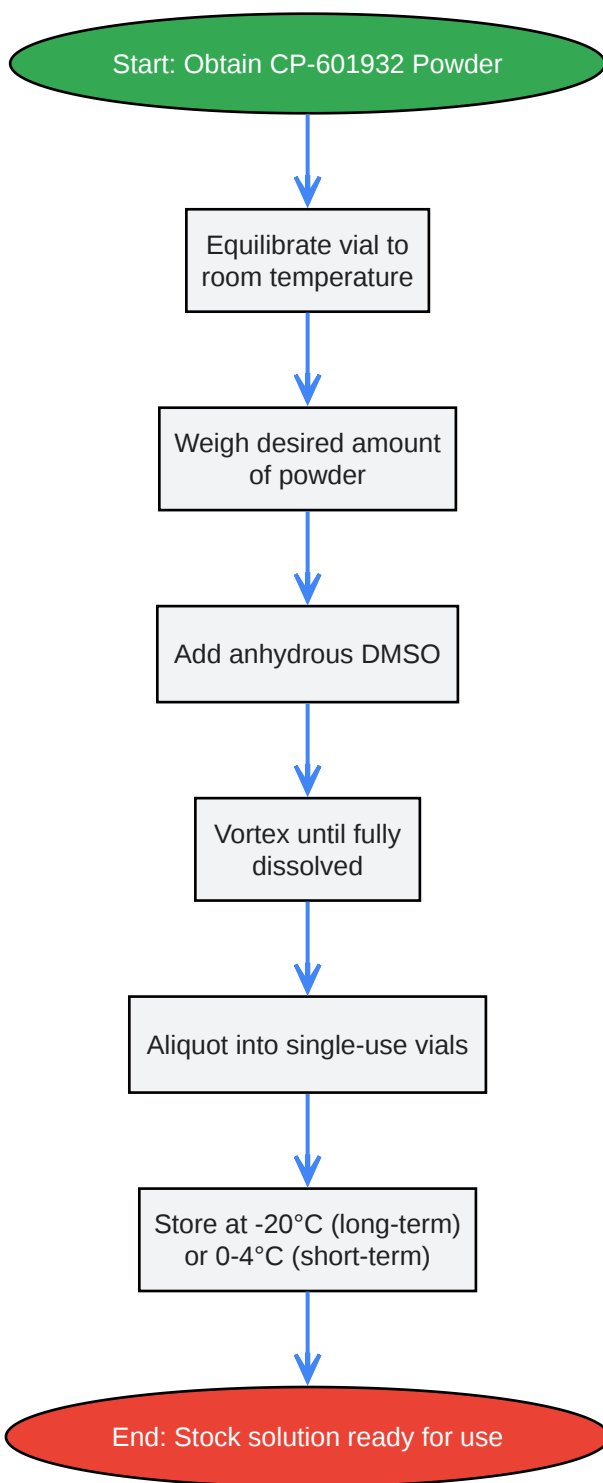 Start: Obtain CP-601932 Powder
Equilibrate vial to
room temperature
Weigh desired amount
of powder
Add anhydrous DMSO
Vortex until fully
dissolved
Aliquot into single-use vials
Store at -20°C (long-term)
or 0-4°C (short-term)
End: Stock solution ready for use